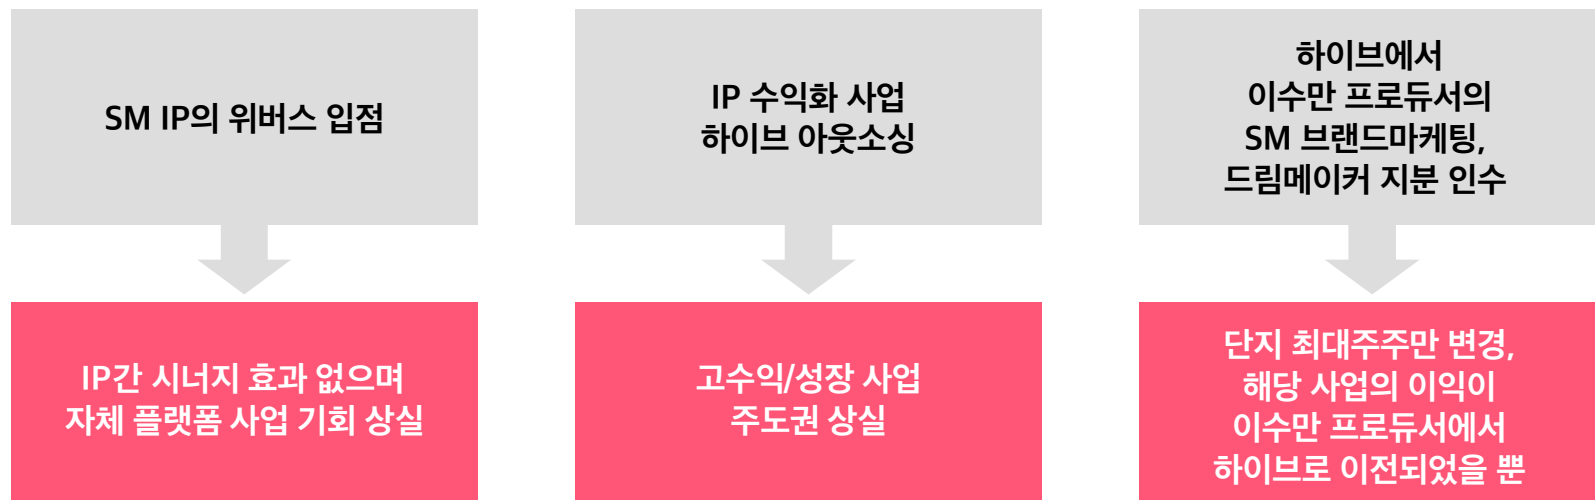 SM IP의 위버스 입점
IP간 시너지 효과 없으며
자체 플랫폼 사업 기회 상실
IP 수익화 사업
하이브 아웃소싱
고수익/성장 사업
주도권 상실
하이브에서
이수만 프로듀서의
SM 브랜드마케팅,
드림메이커 지분 인수
단지 최대주주만 변경,
해당 사업의 이익이
이수만 프로듀서에서
하이브로 이전되었을 뿐